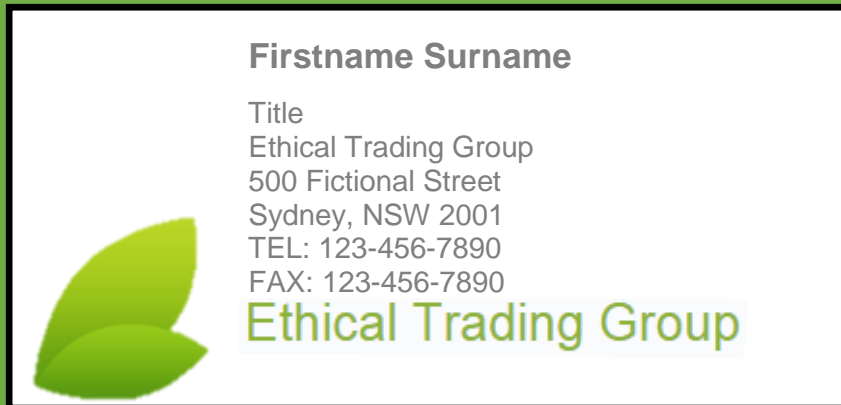 Firstname Surname
Title
Ethical Trading Group
500 Fictional Street
Sydney, NSW 2001
TEL: 123-456-7890
FAX: 123-456-7890
Ethical Trading Group